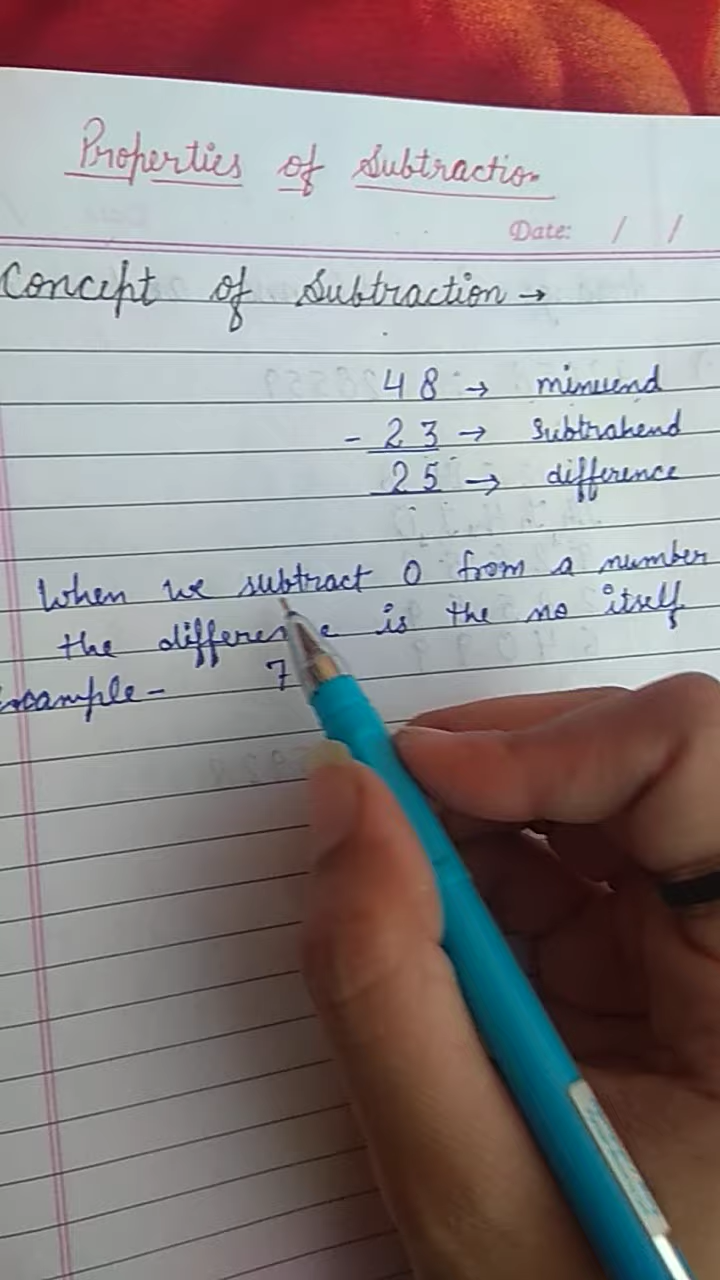 Properties of Subtraction
Date: / /
Concept of Subtraction →
48 → minuend
- 23 → Subtrahend
25 → difference
When we subtract 0 from a number
the difference is the no itself
Example - 7